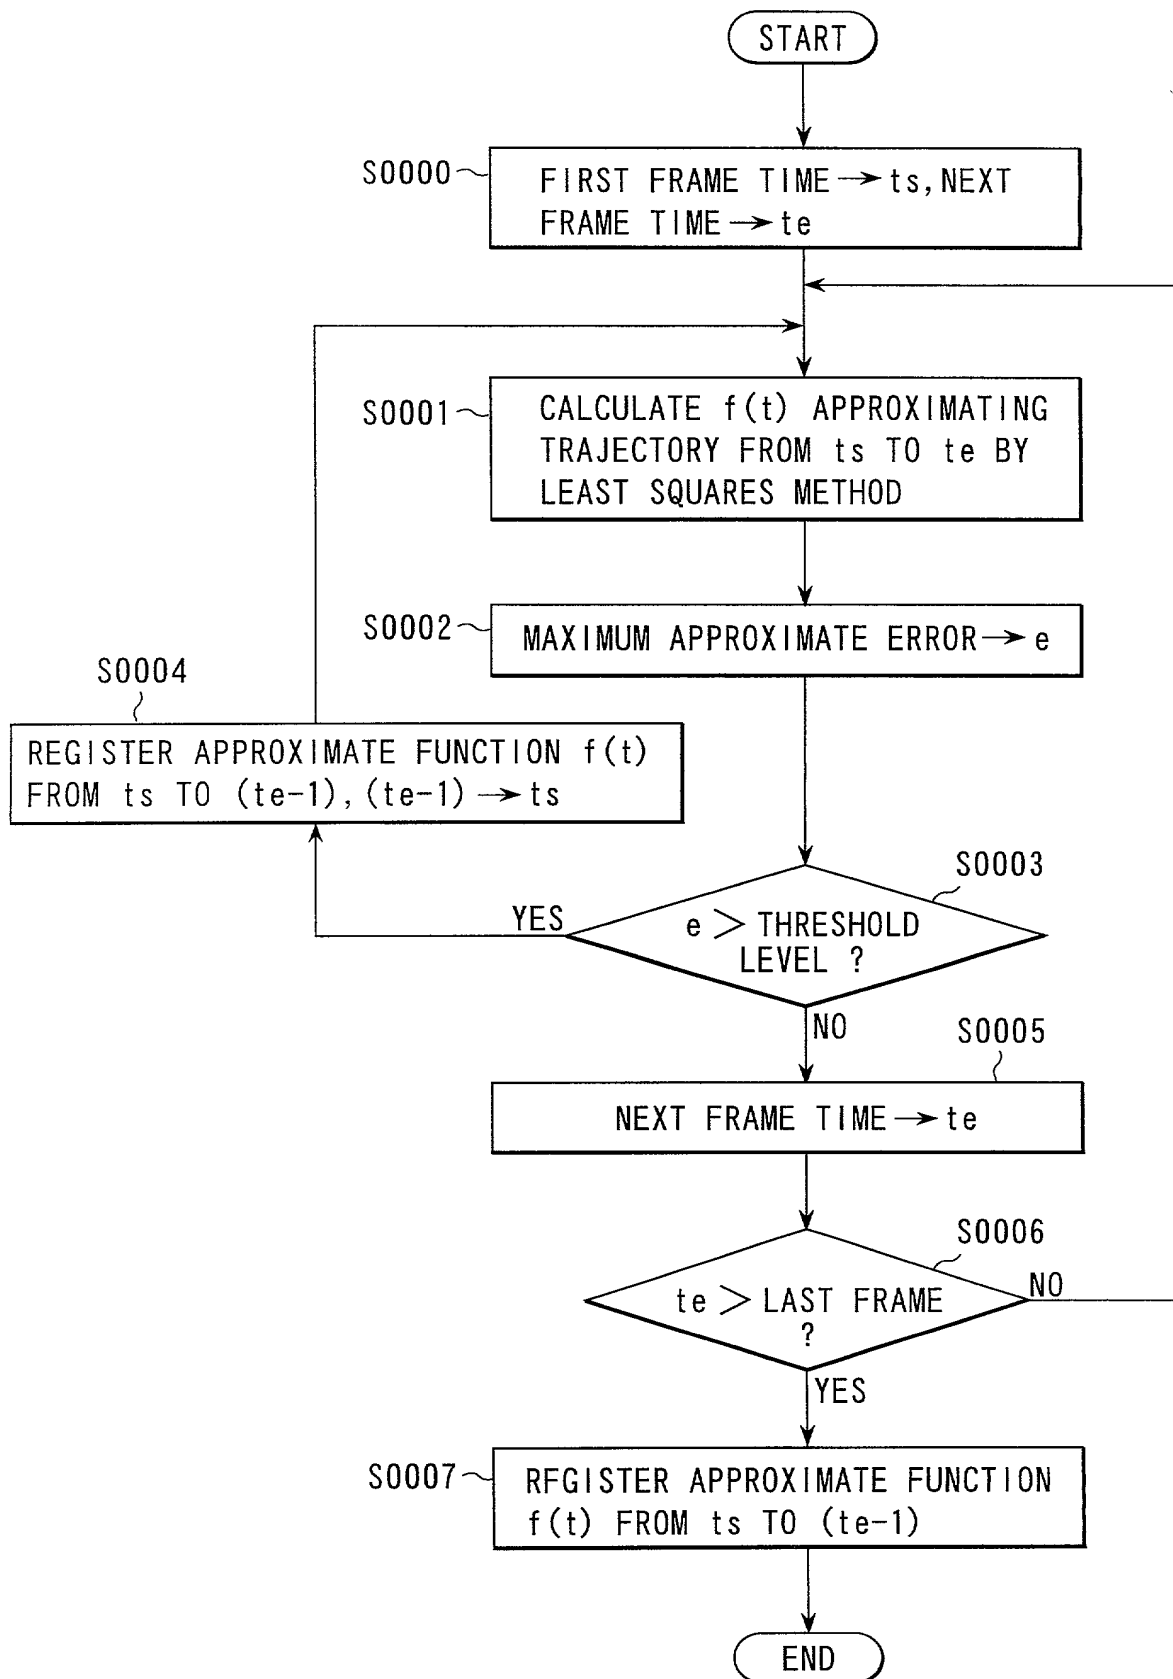 START
S0000
FIRST FRAME TIME → ts, NEXT
FRAME TIME → te
S0001
CALCULATE f(t) APPROXIMATING
TRAJECTORY FROM ts TO te BY
LEAST SQUARES METHOD
S0002
MAXIMUM APPROXIMATE ERROR → e
S0004
REGISTER APPROXIMATE FUNCTION f(t)
FROM ts TO (te-1), (te-1) → ts
S0003
e > THRESHOLD
LEVEL ?
YES
NO
S0005
NEXT FRAME TIME → te
S0006
te > LAST FRAME
?
NO
YES
S0007
RFGISTER APPROXIMATE FUNCTION
f(t) FROM ts TO (te-1)
END